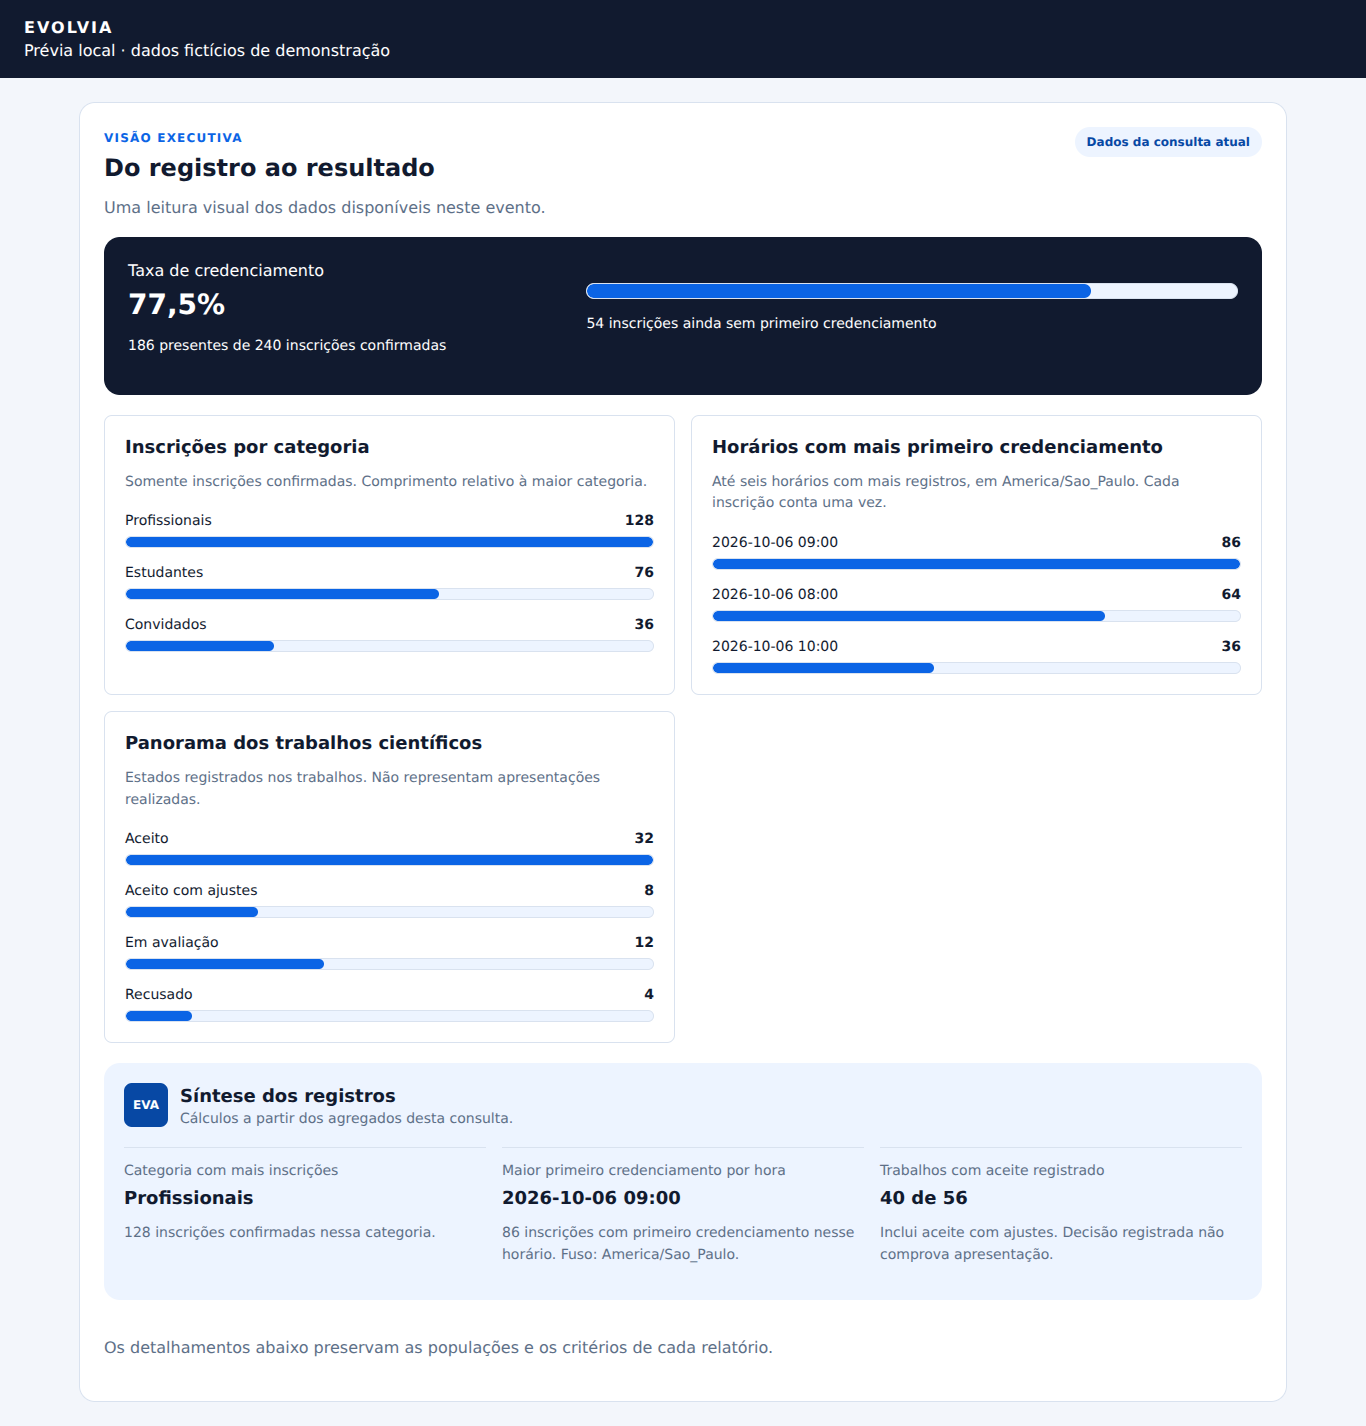 EVOLVIA
Prévia local · dados fictícios de demonstração
VISÃO EXECUTIVA
Dados da consulta atual
Do registro ao resultado
Uma leitura visual dos dados disponíveis neste evento.
Taxa de credenciamento
77,5%
186 presentes de 240 inscrições confirmadas
54 inscrições ainda sem primeiro credenciamento
Inscrições por categoria
Somente inscrições confirmadas. Comprimento relativo à maior categoria.
Profissionais 128
Estudantes 76
Convidados 36
Horários com mais primeiro credenciamento
Até seis horários com mais registros, em America/Sao_Paulo. Cada
inscrição conta uma vez.
2026-10-06 09:00 86
2026-10-06 08:00 64
2026-10-06 10:00 36
Panorama dos trabalhos científicos
Estados registrados nos trabalhos. Não representam apresentações
realizadas.
Aceito 32
Aceito com ajustes 8
Em avaliação 12
Recusado 4
EVA
Síntese dos registros
Cálculos a partir dos agregados desta consulta.
Categoria com mais inscrições
Profissionais
128 inscrições confirmadas nessa categoria.
Maior primeiro credenciamento por hora
2026-10-06 09:00
86 inscrições com primeiro credenciamento nesse
horário. Fuso: America/Sao_Paulo.
Trabalhos com aceite registrado
40 de 56
Inclui aceite com ajustes. Decisão registrada não
comprova apresentação.
Os detalhamentos abaixo preservam as populações e os critérios de cada relatório.